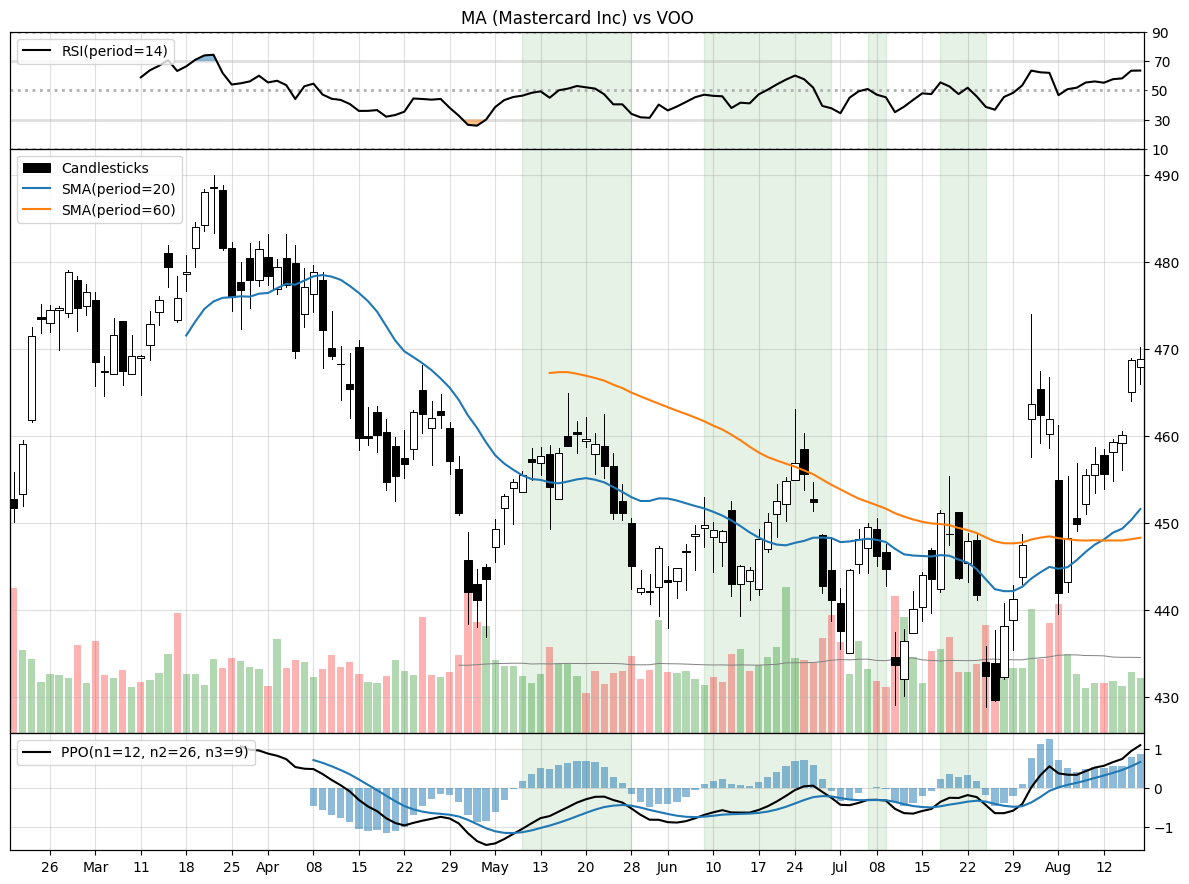 MA (Mastercard Inc) vs VOO
RSI(period=14)
90
70
50
30
10
Candlesticks
SMA(period=20)
SMA(period=60)
490
480
470
460
450
440
430
PPO(n1=12, n2=26, n3=9)
1
0
−1
26 Mar 11 18 25 Apr 08 15 22 29 May 13 20 28 Jun 10 17 24 Jul 08 15 22 29 Aug 12